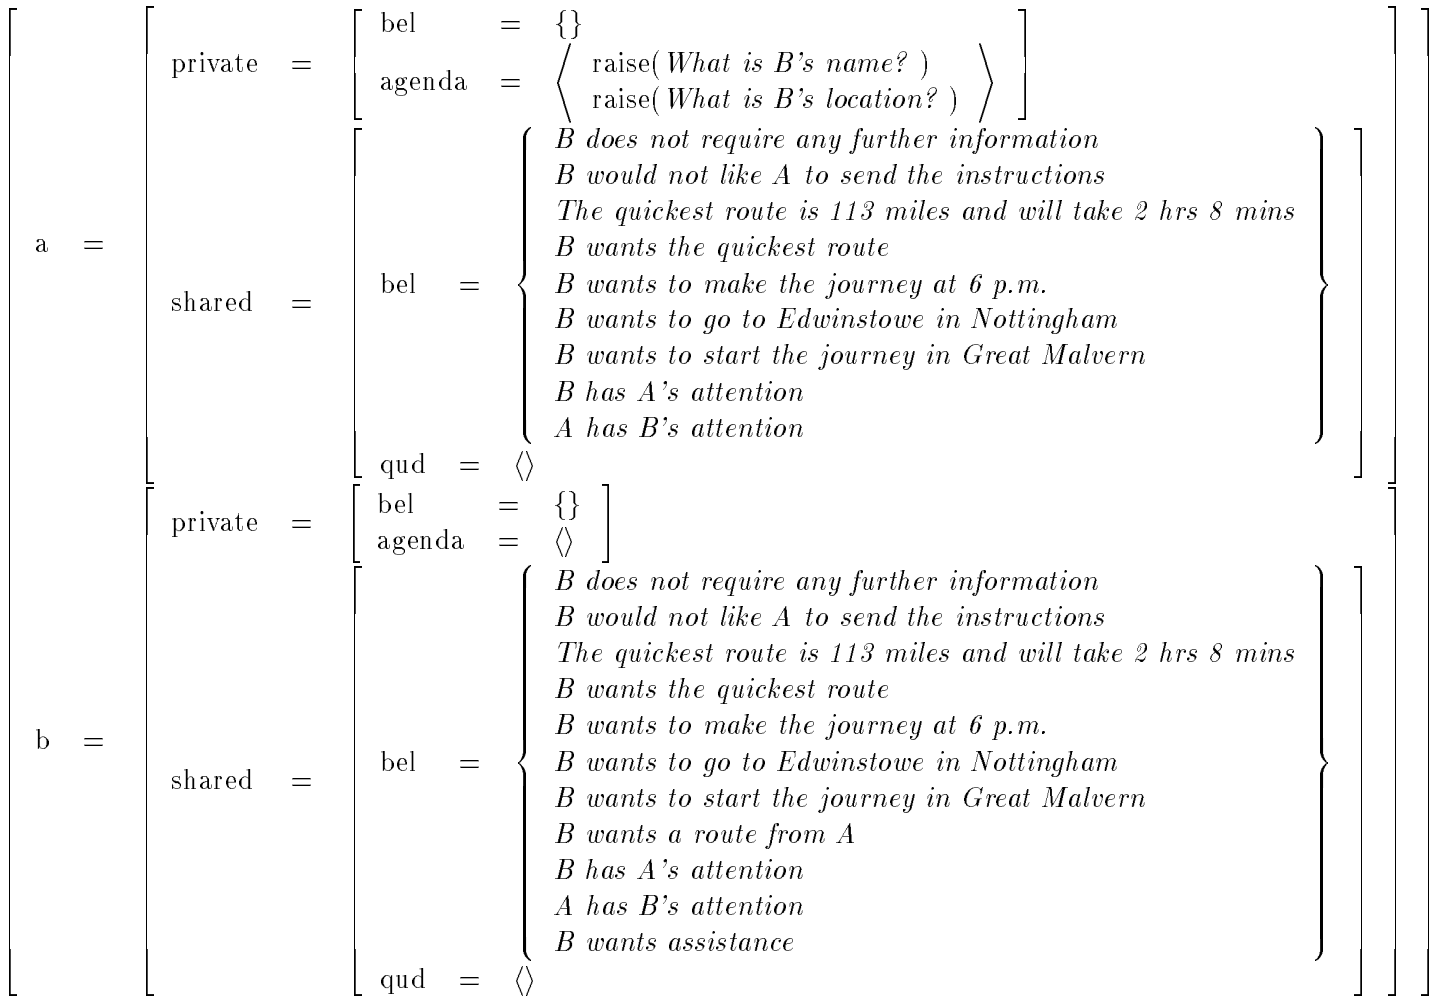 bel = {}
private =
agenda = ⟨ raise( What is B's name? )
raise( What is B's location? ) ⟩
B does not require any further information
B would not like A to send the instructions
The quickest route is 113 miles and will take 2 hrs 8 mins
a =
B wants the quickest route
bel =
B wants to make the journey at 6 p.m.
shared =
B wants to go to Edwinstowe in Nottingham
B wants to start the journey in Great Malvern
B has A's attention
A has B's attention
qud = ⟨⟩
bel = {}
private =
agenda = ⟨⟩
B does not require any further information
B would not like A to send the instructions
The quickest route is 113 miles and will take 2 hrs 8 mins
B wants the quickest route
B wants to make the journey at 6 p.m.
b =
bel =
B wants to go to Edwinstowe in Nottingham
shared =
B wants to start the journey in Great Malvern
B wants a route from A
B has A's attention
A has B's attention
B wants assistance
qud = ⟨⟩